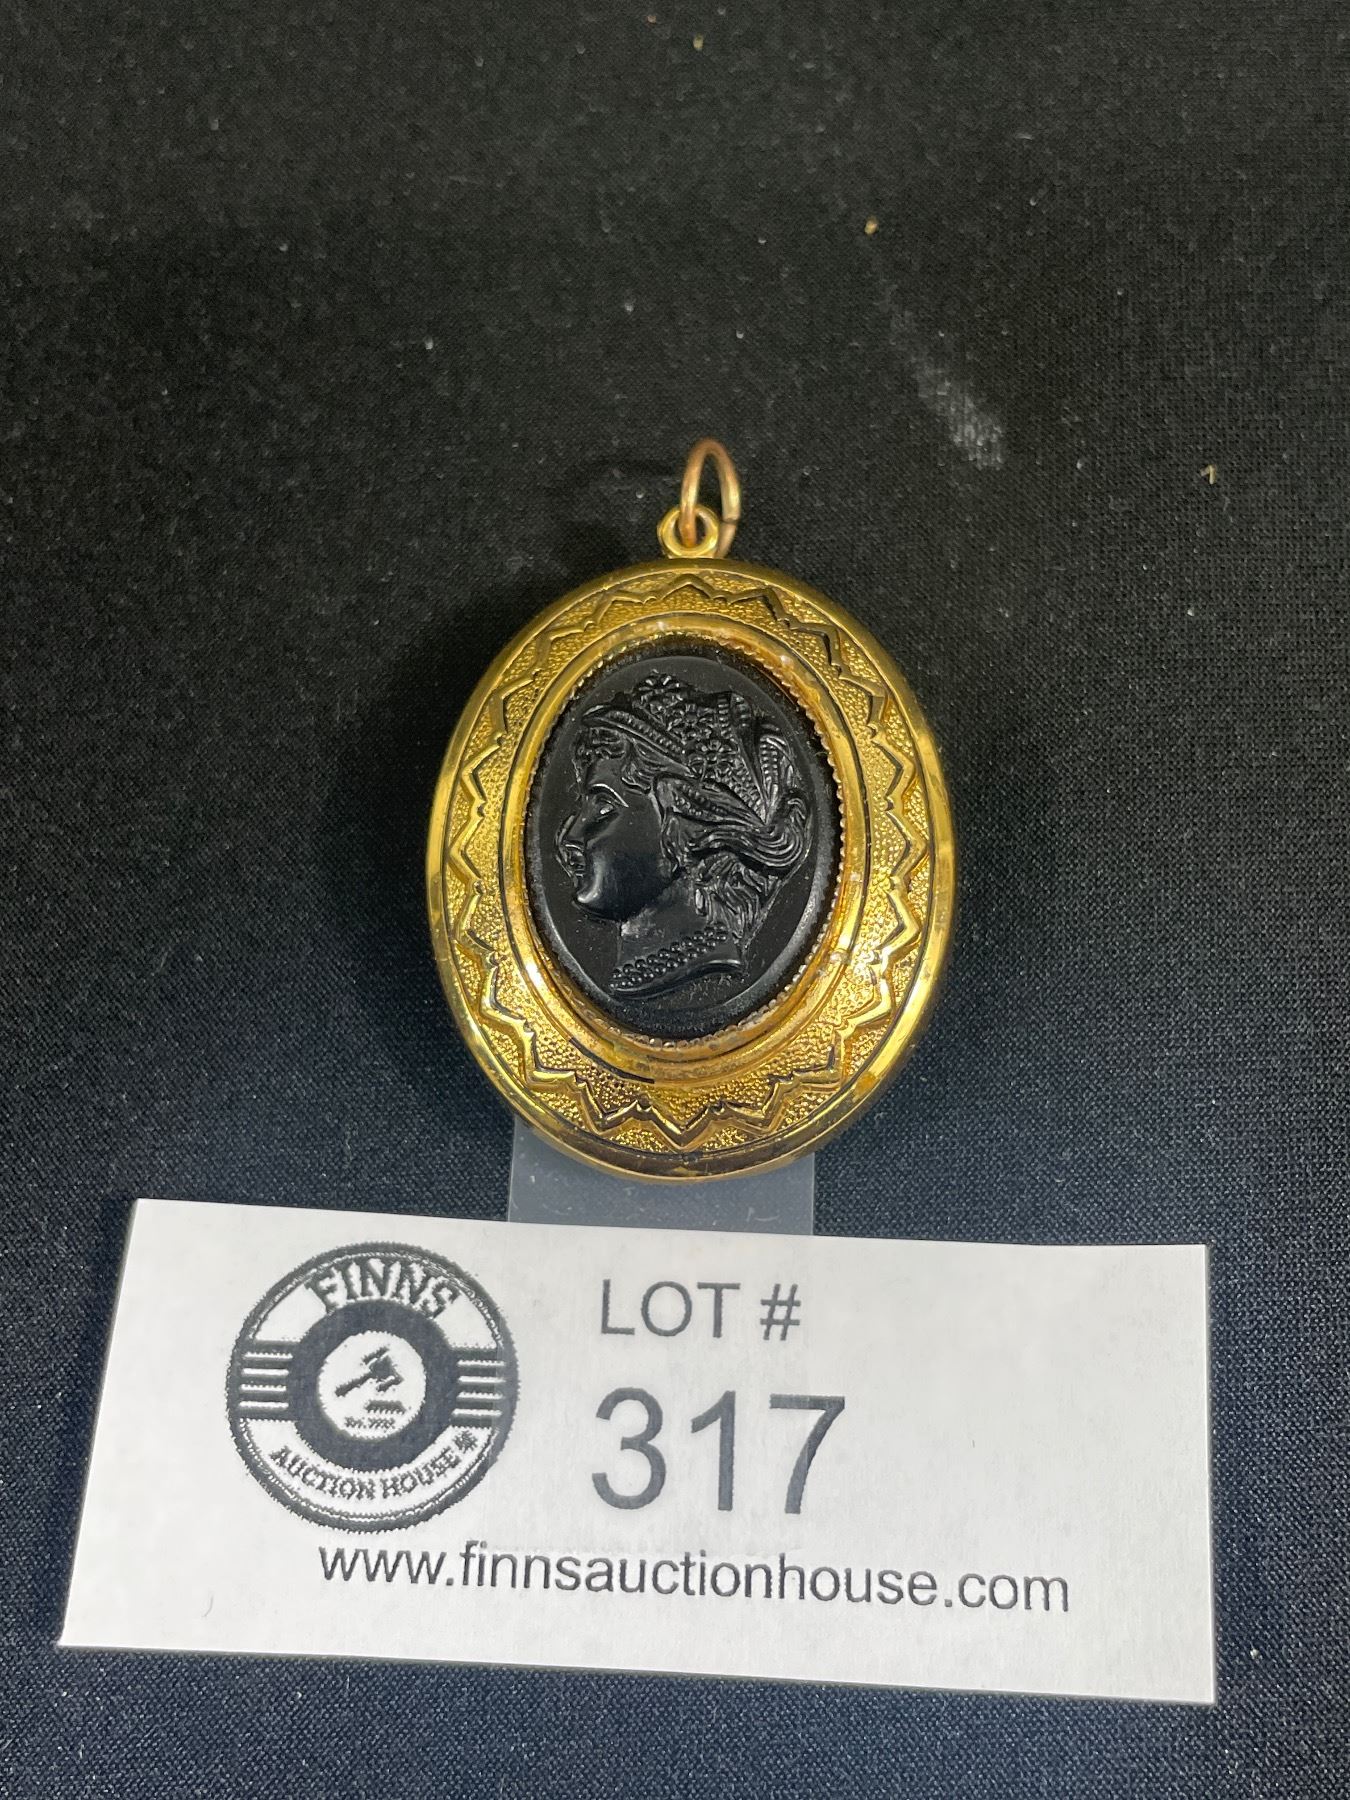 FINNS
AUCTION HOUSE
LOT #
317
www.finnsauctionhouse.com